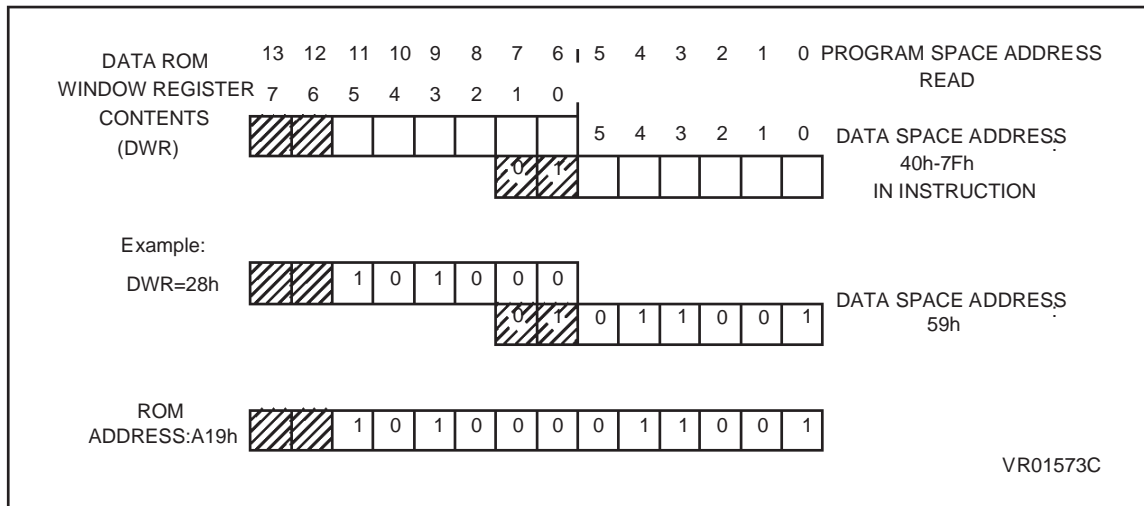 DATA ROM
WINDOW REGISTER
CONTENTS
(DWR)
13 12 11 10 9 8 7 6 5 4 3 2 1 0
PROGRAM SPACE ADDRESS
READ
7 6 5 4 3 2 1 0
5 4 3 2 1 0
DATA SPACE ADDRESS :
40h-7Fh
IN INSTRUCTION
0 1
Example:
DWR=28h
1 0 1 0 0 0
0 1 0 1 1 0 0 1
DATA SPACE ADDRESS :
59h
ROM
ADDRESS:A19h
1 0 1 0 0 0 0 1 1 0 0 1
VR01573C